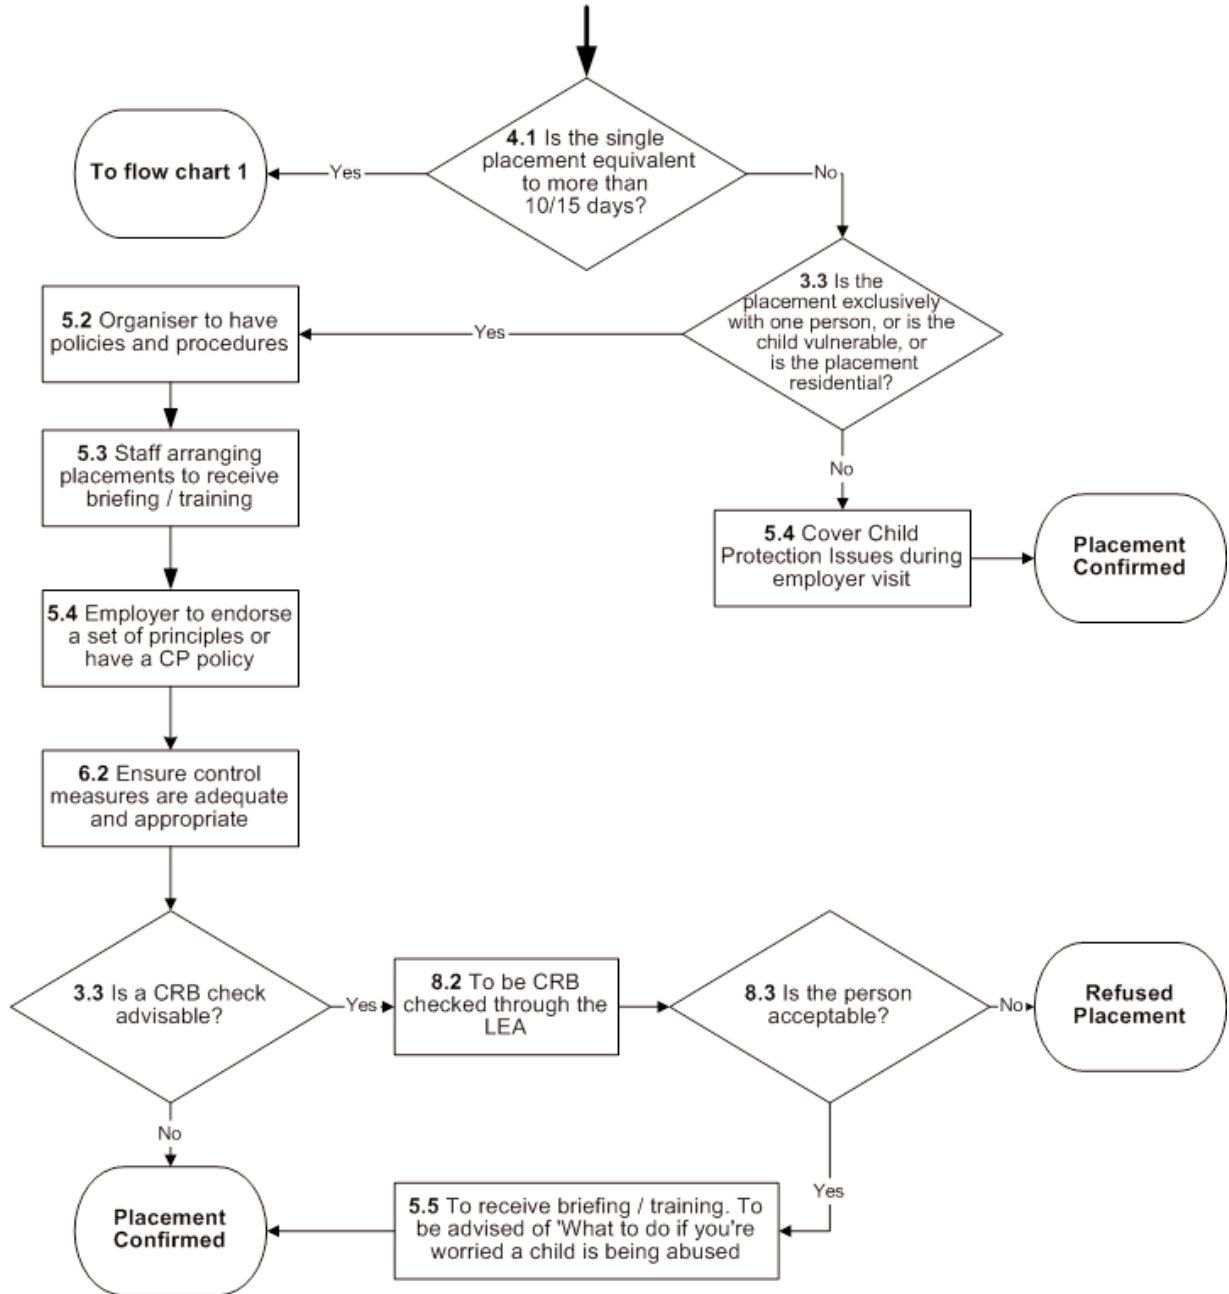 4.1 Is the single
placement equivalent
to more than
10/15 days?
Yes
To flow chart 1
No
3.3 Is the
placement exclusively
with one person, or is the
child vulnerable, or
is the placement
residential?
Yes
5.2 Organiser to have
policies and procedures
5.3 Staff arranging
placements to receive
briefing / training
No
5.4 Cover Child
Protection Issues during
employer visit
Placement
Confirmed
5.4 Employer to endorse
a set of principles or
have a CP policy
6.2 Ensure control
measures are adequate
and appropriate
3.3 Is a CRB check
advisable?
Yes
8.2 To be CRB
checked through the
LEA
8.3 Is the person
acceptable?
No
Refused
Placement
No
Yes
5.5 To receive briefing / training. To
be advised of 'What to do if you're
worried a child is being abused
Placement
Confirmed